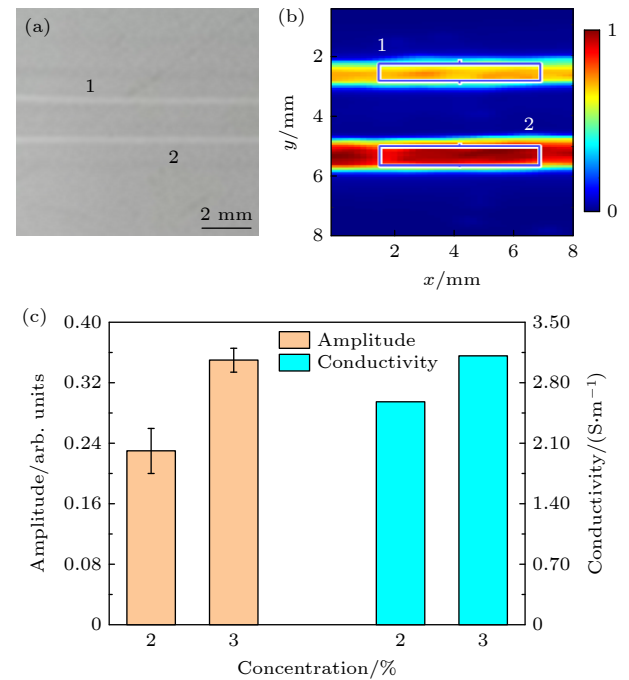 (a)
1
2
2 mm
(b)
1
2
2
4
6
8
y/mm
2
4
6
8
x/mm
1
0
(c)
0.40
0.32
0.24
0.16
0.08
0
Amplitude/arb. units
Amplitude
Conductivity
3.50
2.80
2.10
1.40
0.70
0
Conductivity/(S·m⁻¹)
2
3
2
3
Concentration/%